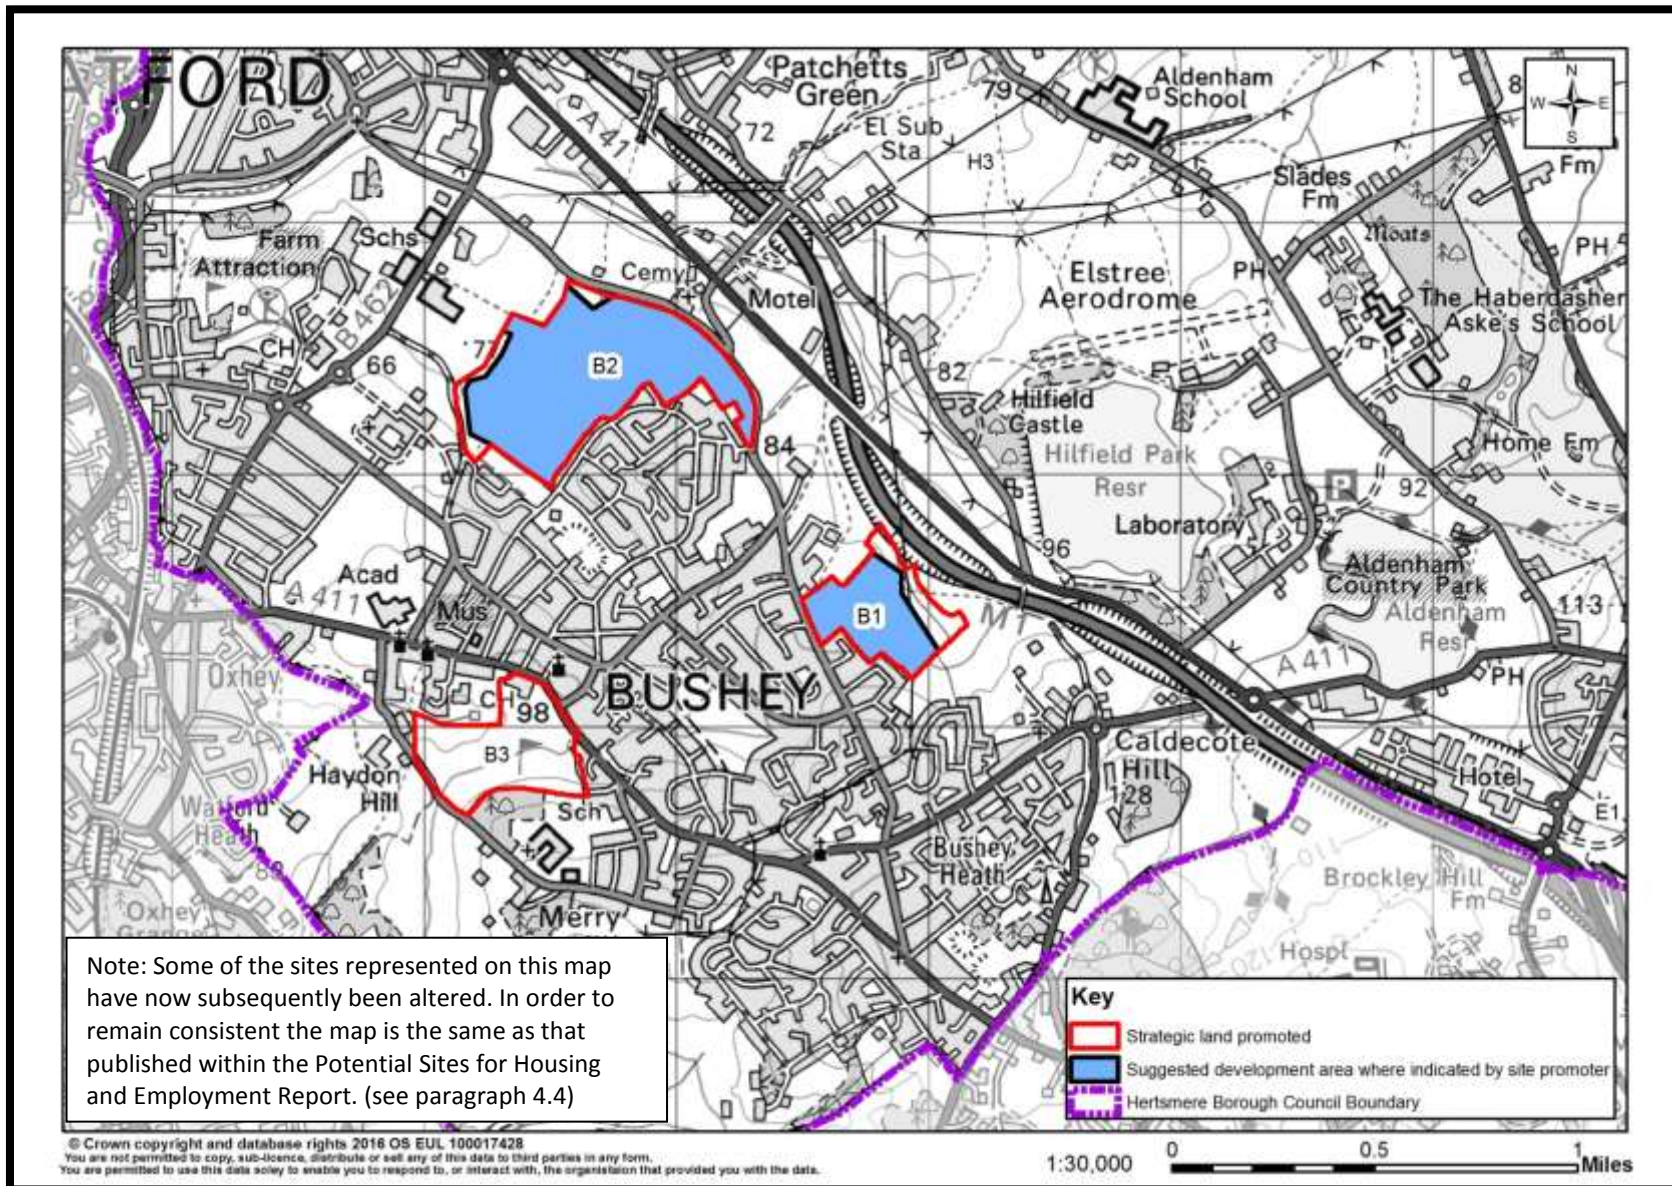 ATFORD
Patchetts
Green
79
Aldenham
School
8
N
W E
S
A 41
72
El Sub
Sta
H3
Slades
Fm
Fm
Moats
PH
Farm
Attraction
Schs
Cemy
Motel
Elstree
Aerodrome
PH
The Haberdasher
Aske's School
B 462
CH
66
77
B2
82
Hilfield
Castle
Hilfield Park
Resr
84
P
92
Home Fm
Laboratory
96
Aldenham
Country Park
Aldenham
Resr
113
Acad
A 411
Mus
B1
M1
A 411
PH
Oxhey
BUSHEY
CH
98
B3
Haydon
Hill
Watford
Heath
Sch
Caldecote
Hill
128
Hotel
E1
Bushey
Heath
110
Brockley Hill
Fm
Oxhey
Grange
Merry
Hospl
120
Note: Some of the sites represented on this map
have now subsequently been altered. In order to
remain consistent the map is the same as that
published within the Potential Sites for Housing
and Employment Report. (see paragraph 4.4)
Key
Strategic land promoted
Suggested development area where indicated by site promoter
Hertsmere Borough Council Boundary
© Crown copyright and database rights 2016 OS EUL 100017428
You are not permitted to copy, sub-licence, distribute or sell any of this data to third parties in any form.
You are permitted to use this data soley to enable you to respond to, or interact with, the organistaion that provided you with the data.
1:30,000
0 0.5 1
Miles